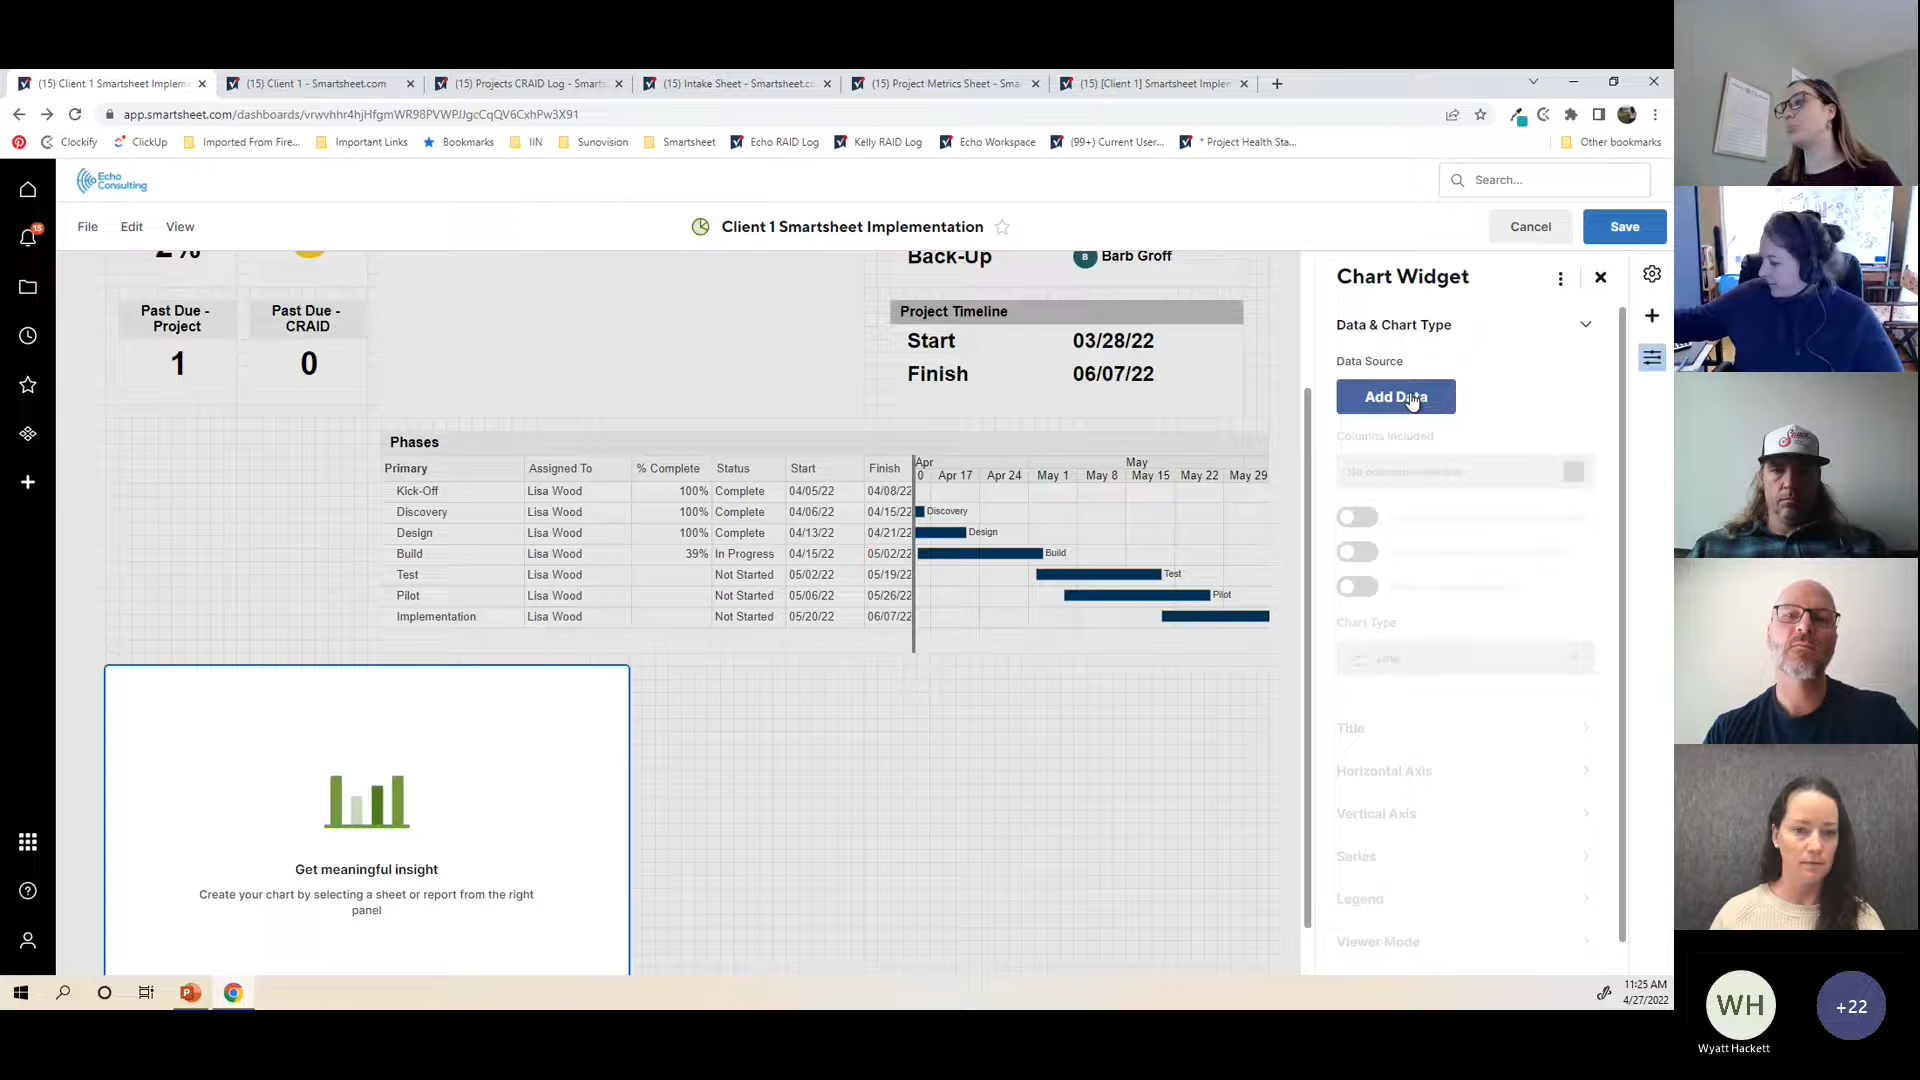 (15) Client 1 Smartsheet Impleme
(15) Client 1 - Smartsheet.com
(15) Projects CRAID Log - Smarts
(15) Intake Sheet - Smartsheet.co
(15) Project Metrics Sheet - Sma
(15) [Client 1] Smartsheet Implem
app.smartsheet.com/dashboards/vrwvhhr4hjHfgmWR98PVWPJJgcCqQV6CxhPw3X91
Clockify
ClickUp
Imported From Fire...
Important Links
Bookmarks
IIN
Sunovision
Smartsheet
Echo RAID Log
Kelly RAID Log
Echo Workspace
(99+) Current User...
* Project Health Sta...
Other bookmarks
Echo
Consulting
Search...
15
File
Edit
View
Client 1 Smartsheet Implementation
Cancel
Save
2%
Back-Up
B
Barb Groff
Past Due -
Project
1
Past Due -
CRAID
0
Project Timeline
Start 03/28/22
Finish 06/07/22
Phases
Primary Assigned To % Complete Status Start Finish
Apr May
0 Apr 17 Apr 24 May 1 May 8 May 15 May 22 May 29
Kick-Off Lisa Wood 100% Complete 04/05/22 04/08/22
Discovery Lisa Wood 100% Complete 04/06/22 04/15/22 Discovery
Design Lisa Wood 100% Complete 04/13/22 04/21/22 Design
Build Lisa Wood 39% In Progress 04/15/22 05/02/22 Build
Test Lisa Wood Not Started 05/02/22 05/19/22 Test
Pilot Lisa Wood Not Started 05/06/22 05/26/22 Pilot
Implementation Lisa Wood Not Started 05/20/22 06/07/22
Get meaningful insight
Create your chart by selecting a sheet or report from the right
panel
Chart Widget
Data & Chart Type
Data Source
Add Data
Columns Included
Chart Type
Line
Title
Horizontal Axis
Vertical Axis
Series
Legend
Viewer Mode
11:25 AM
4/27/2022
WH
Wyatt Hackett
+22